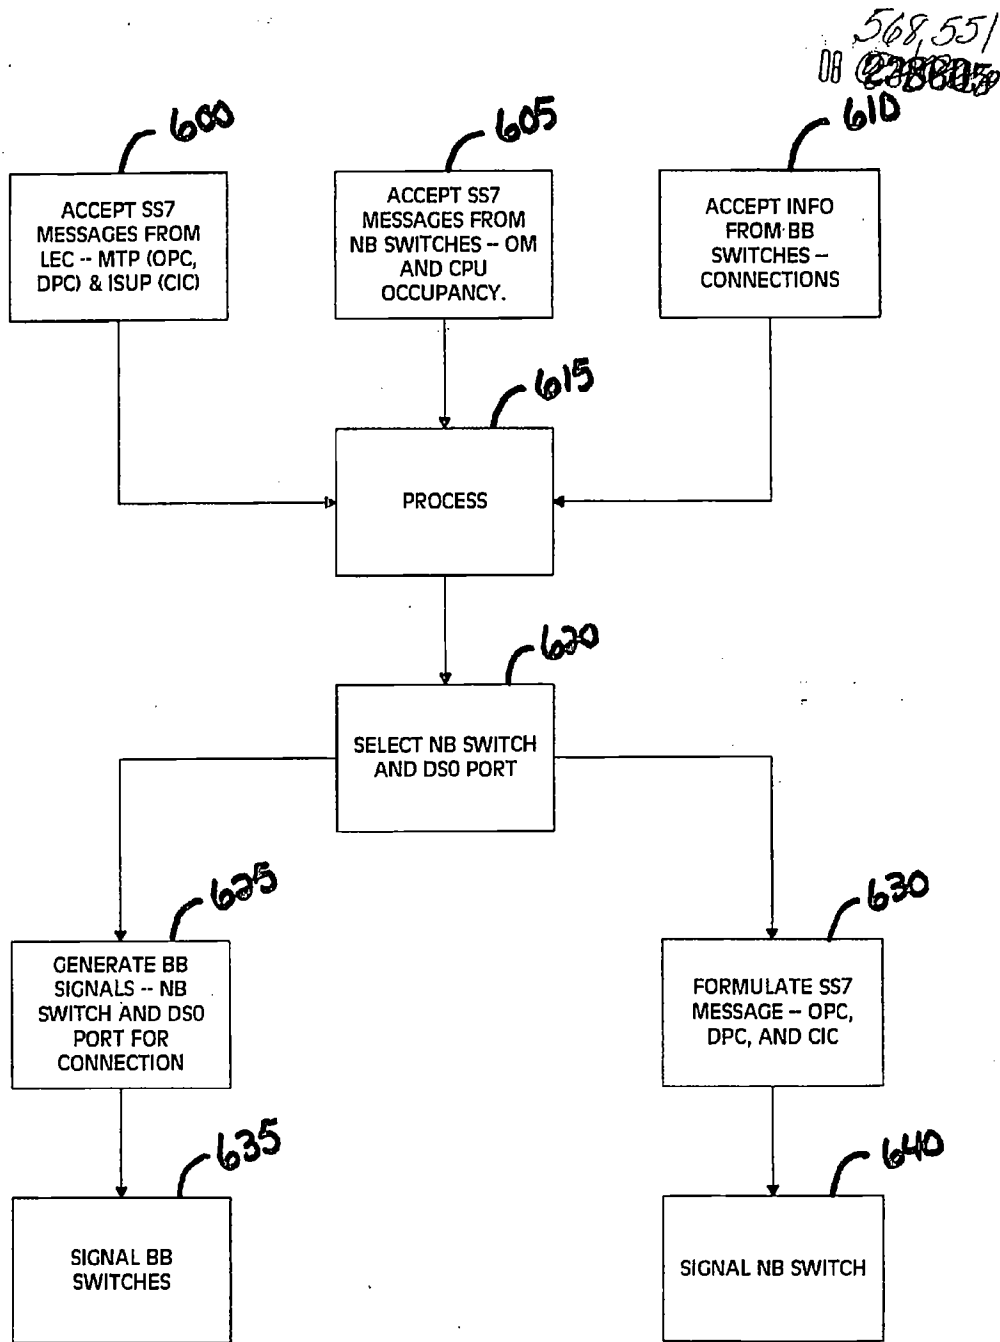 568,551
600
605
610
ACCEPT SS7
MESSAGES FROM
LEC -- MTP (OPC,
DPC) & ISUP (CIC)
ACCEPT SS7
MESSAGES FROM
NB SWITCHES – OM
AND CPU
OCCUPANCY.
ACCEPT INFO
FROM BB
SWITCHES –
CONNECTIONS
615
PROCESS
620
SELECT NB SWITCH
AND DS0 PORT
625
630
GENERATE BB
SIGNALS -- NB
SWITCH AND DS0
PORT FOR
CONNECTION
FORMULATE SS7
MESSAGE – OPC,
DPC, AND CIC
635
640
SIGNAL BB
SWITCHES
SIGNAL NB SWITCH